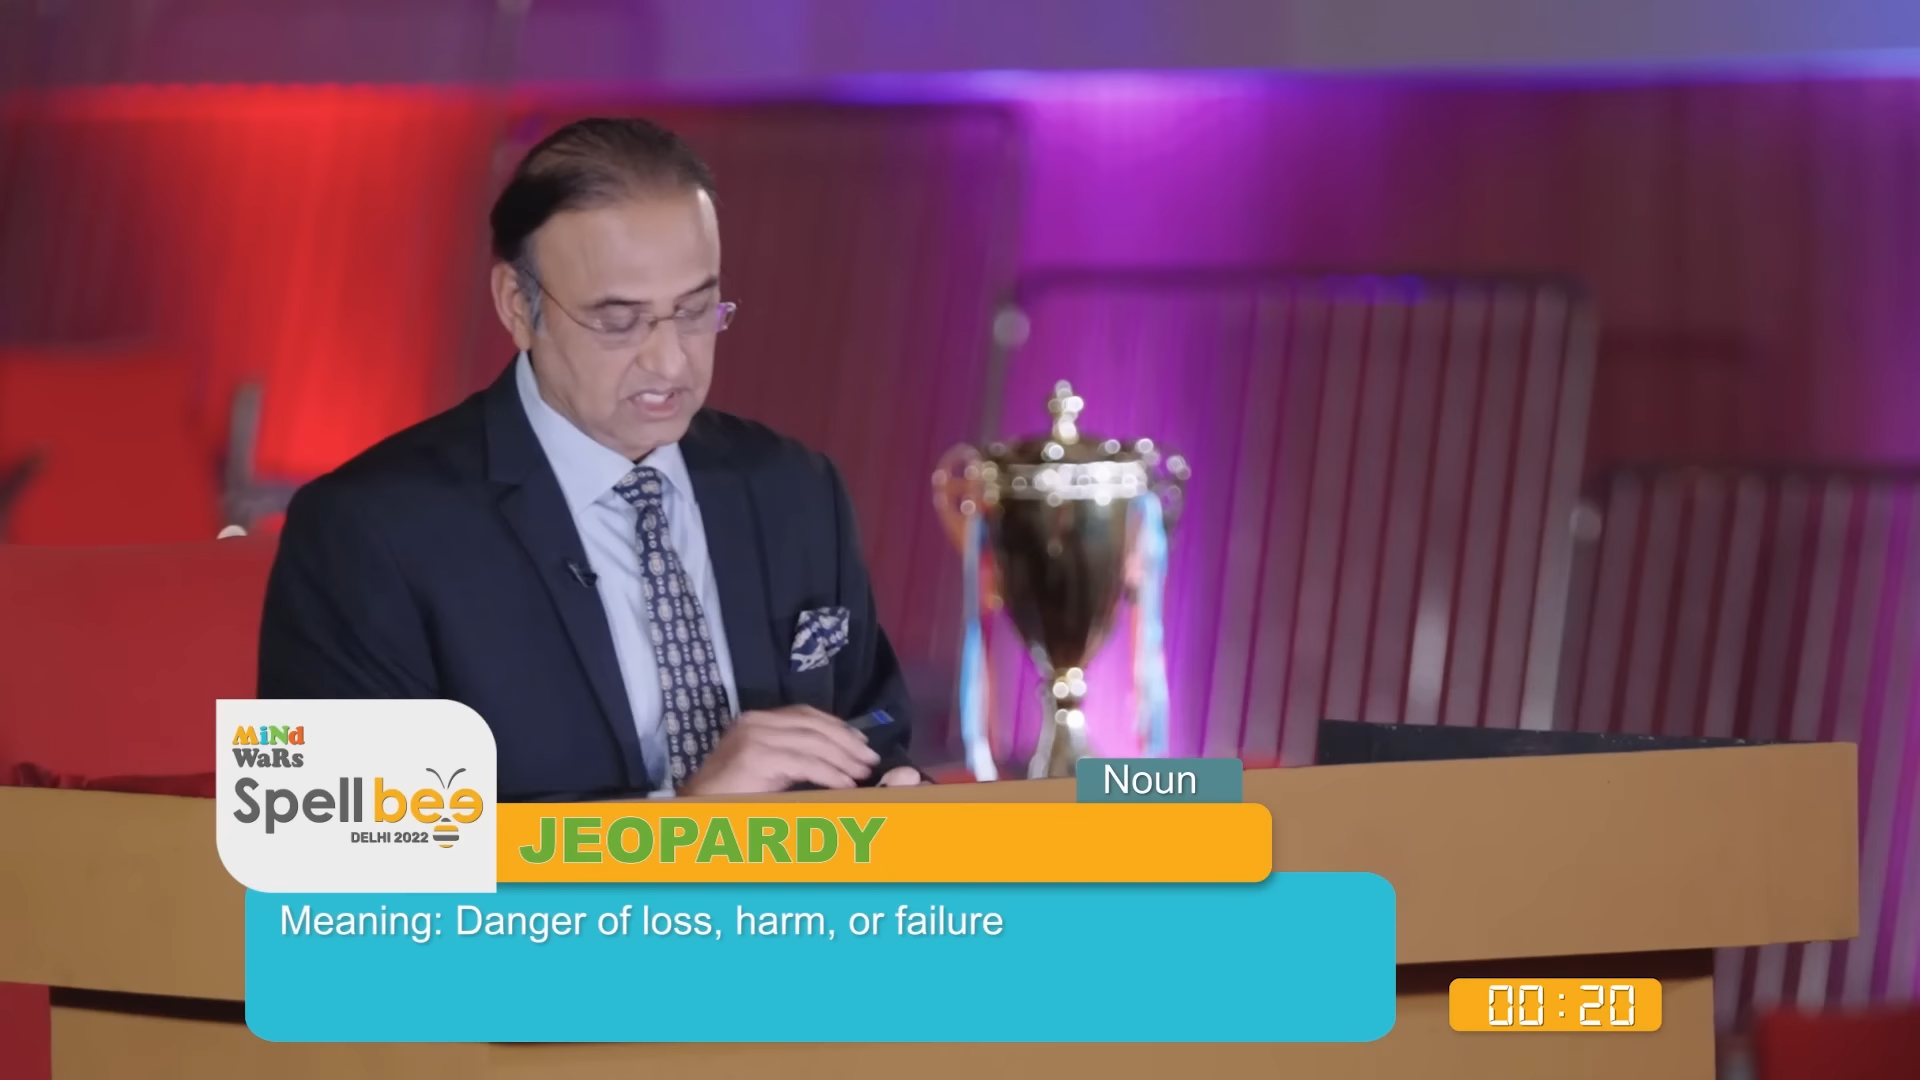 Noun
MiNd
WaRs
Spell bee
DELHI 2022
JEOPARDY
Meaning: Danger of loss, harm, or failure
00:20